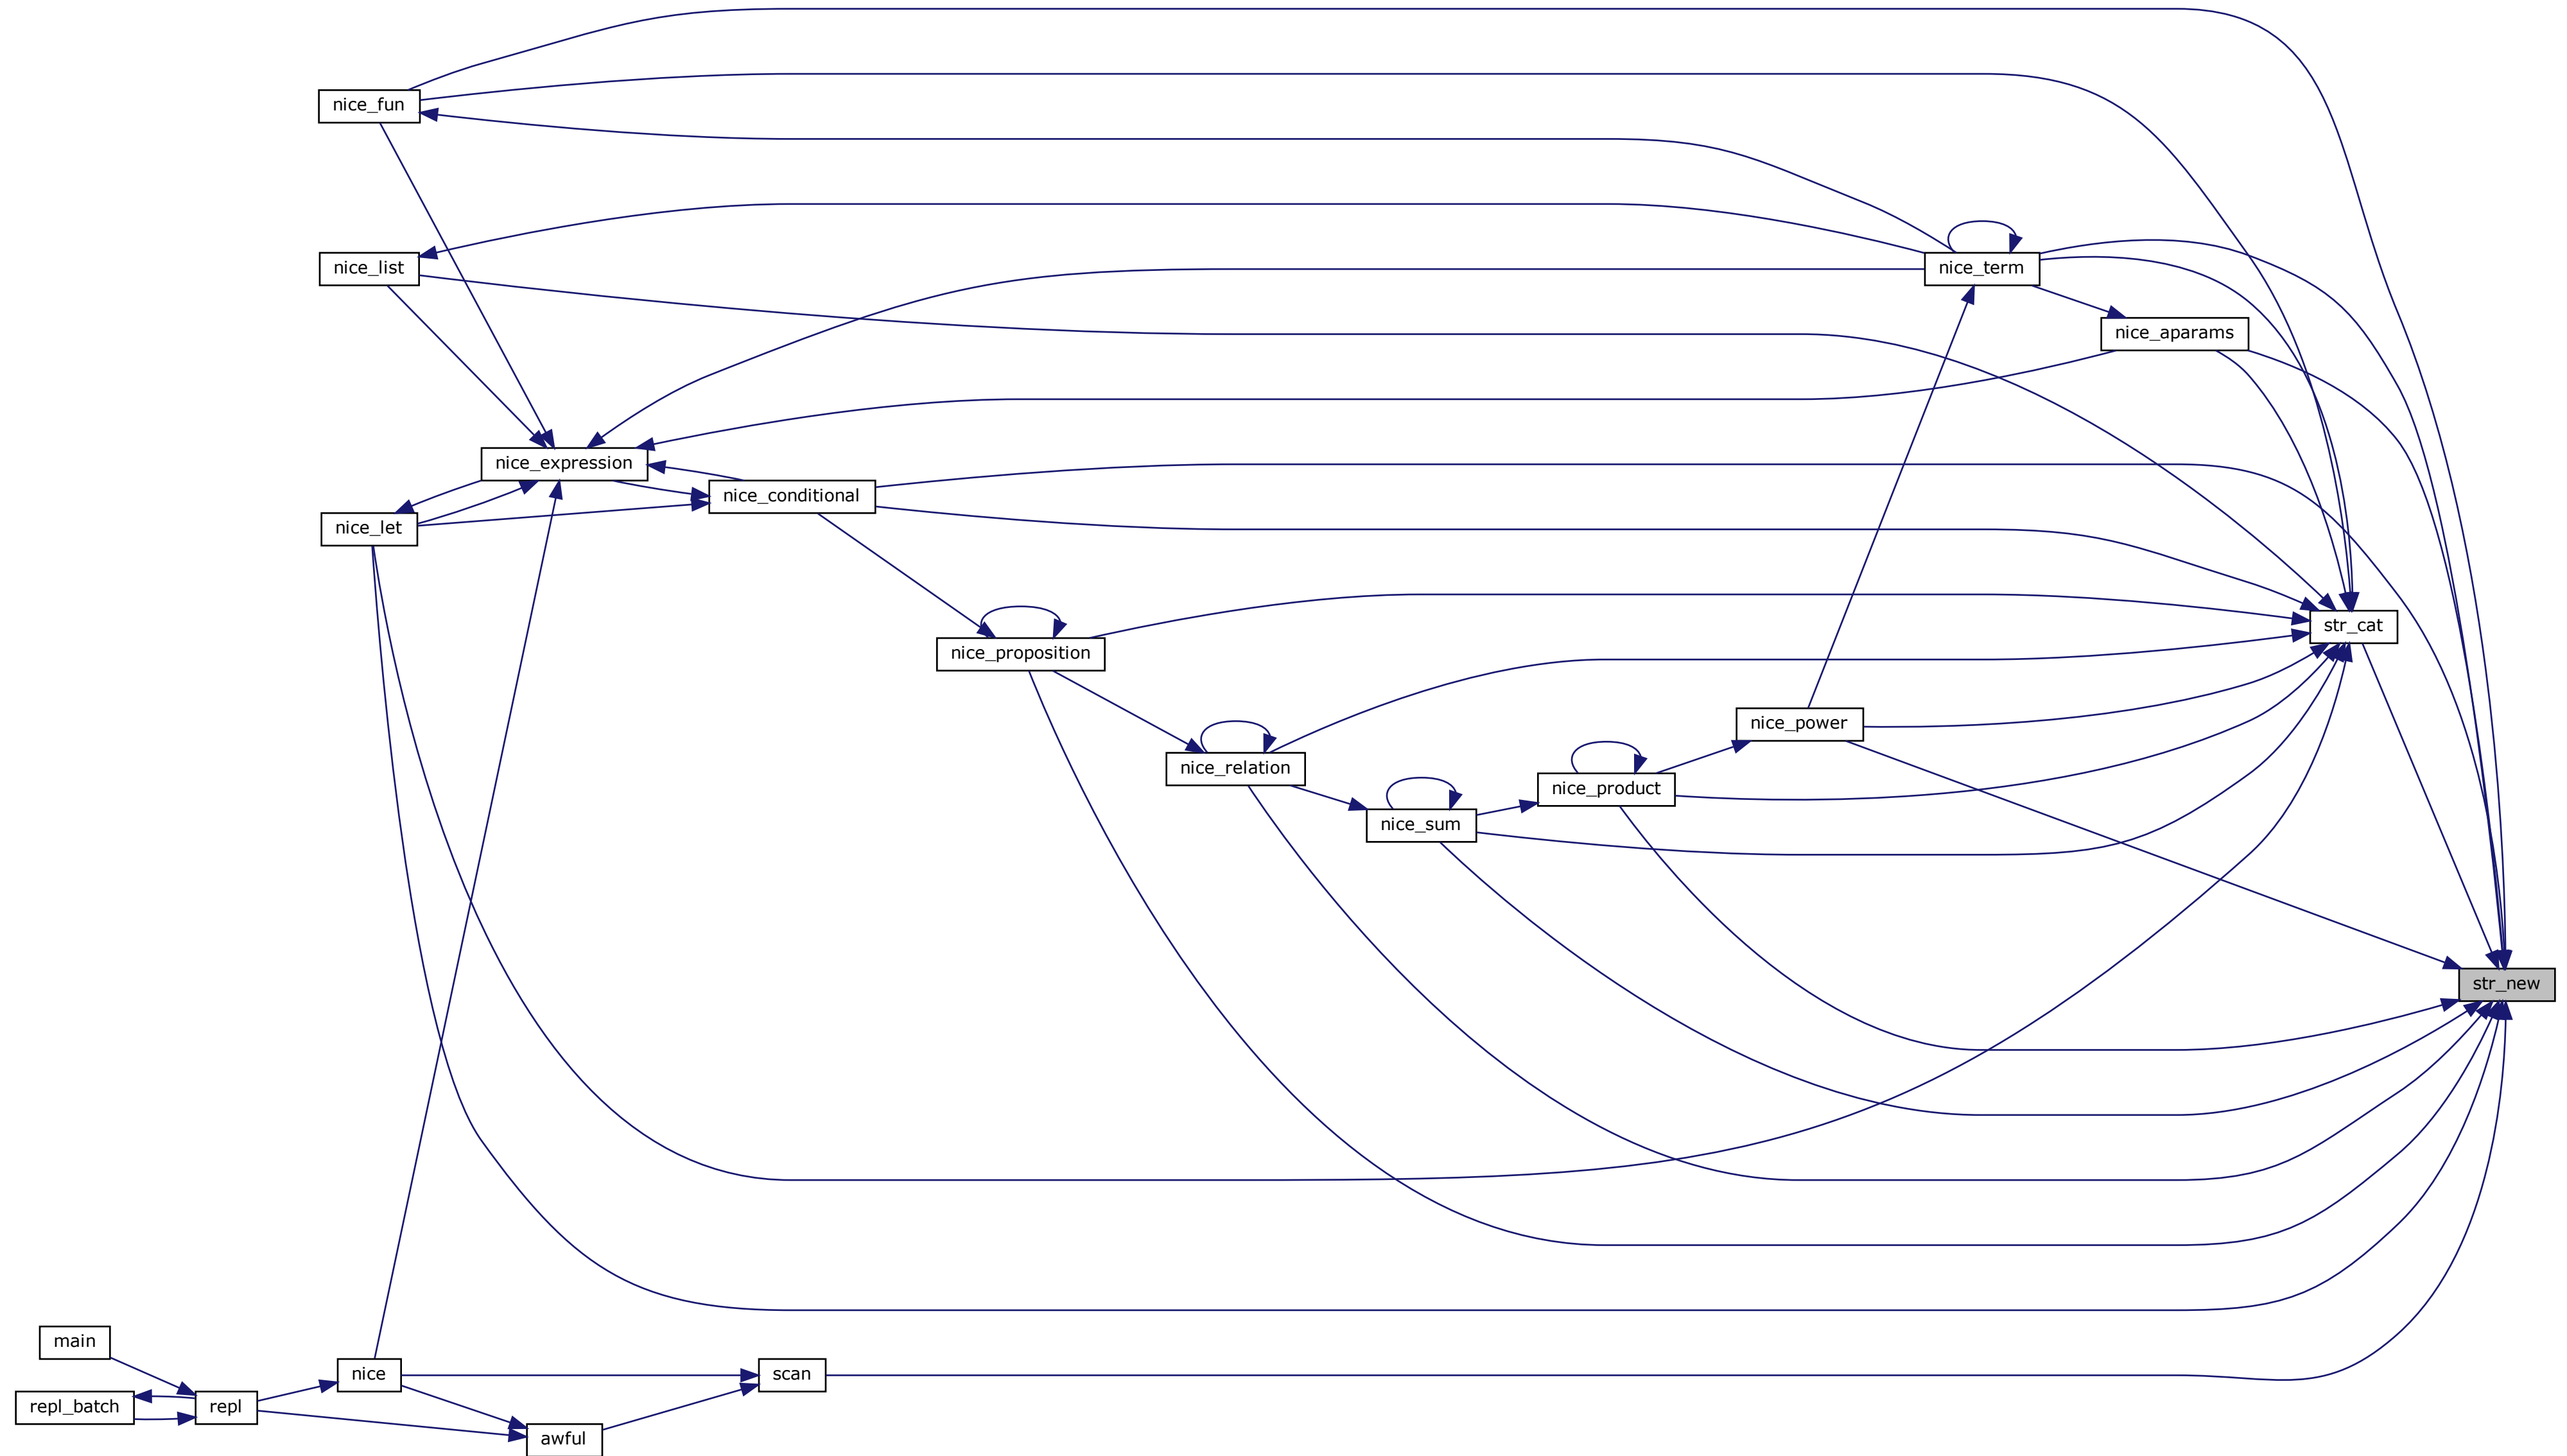 nice_fun
nice_list
nice_term
nice_aparams
nice_expression
nice_conditional
nice_let
str_cat
nice_proposition
nice_power
nice_relation
nice_product
nice_sum
str_new
main
nice
scan
repl_batch
repl
awful